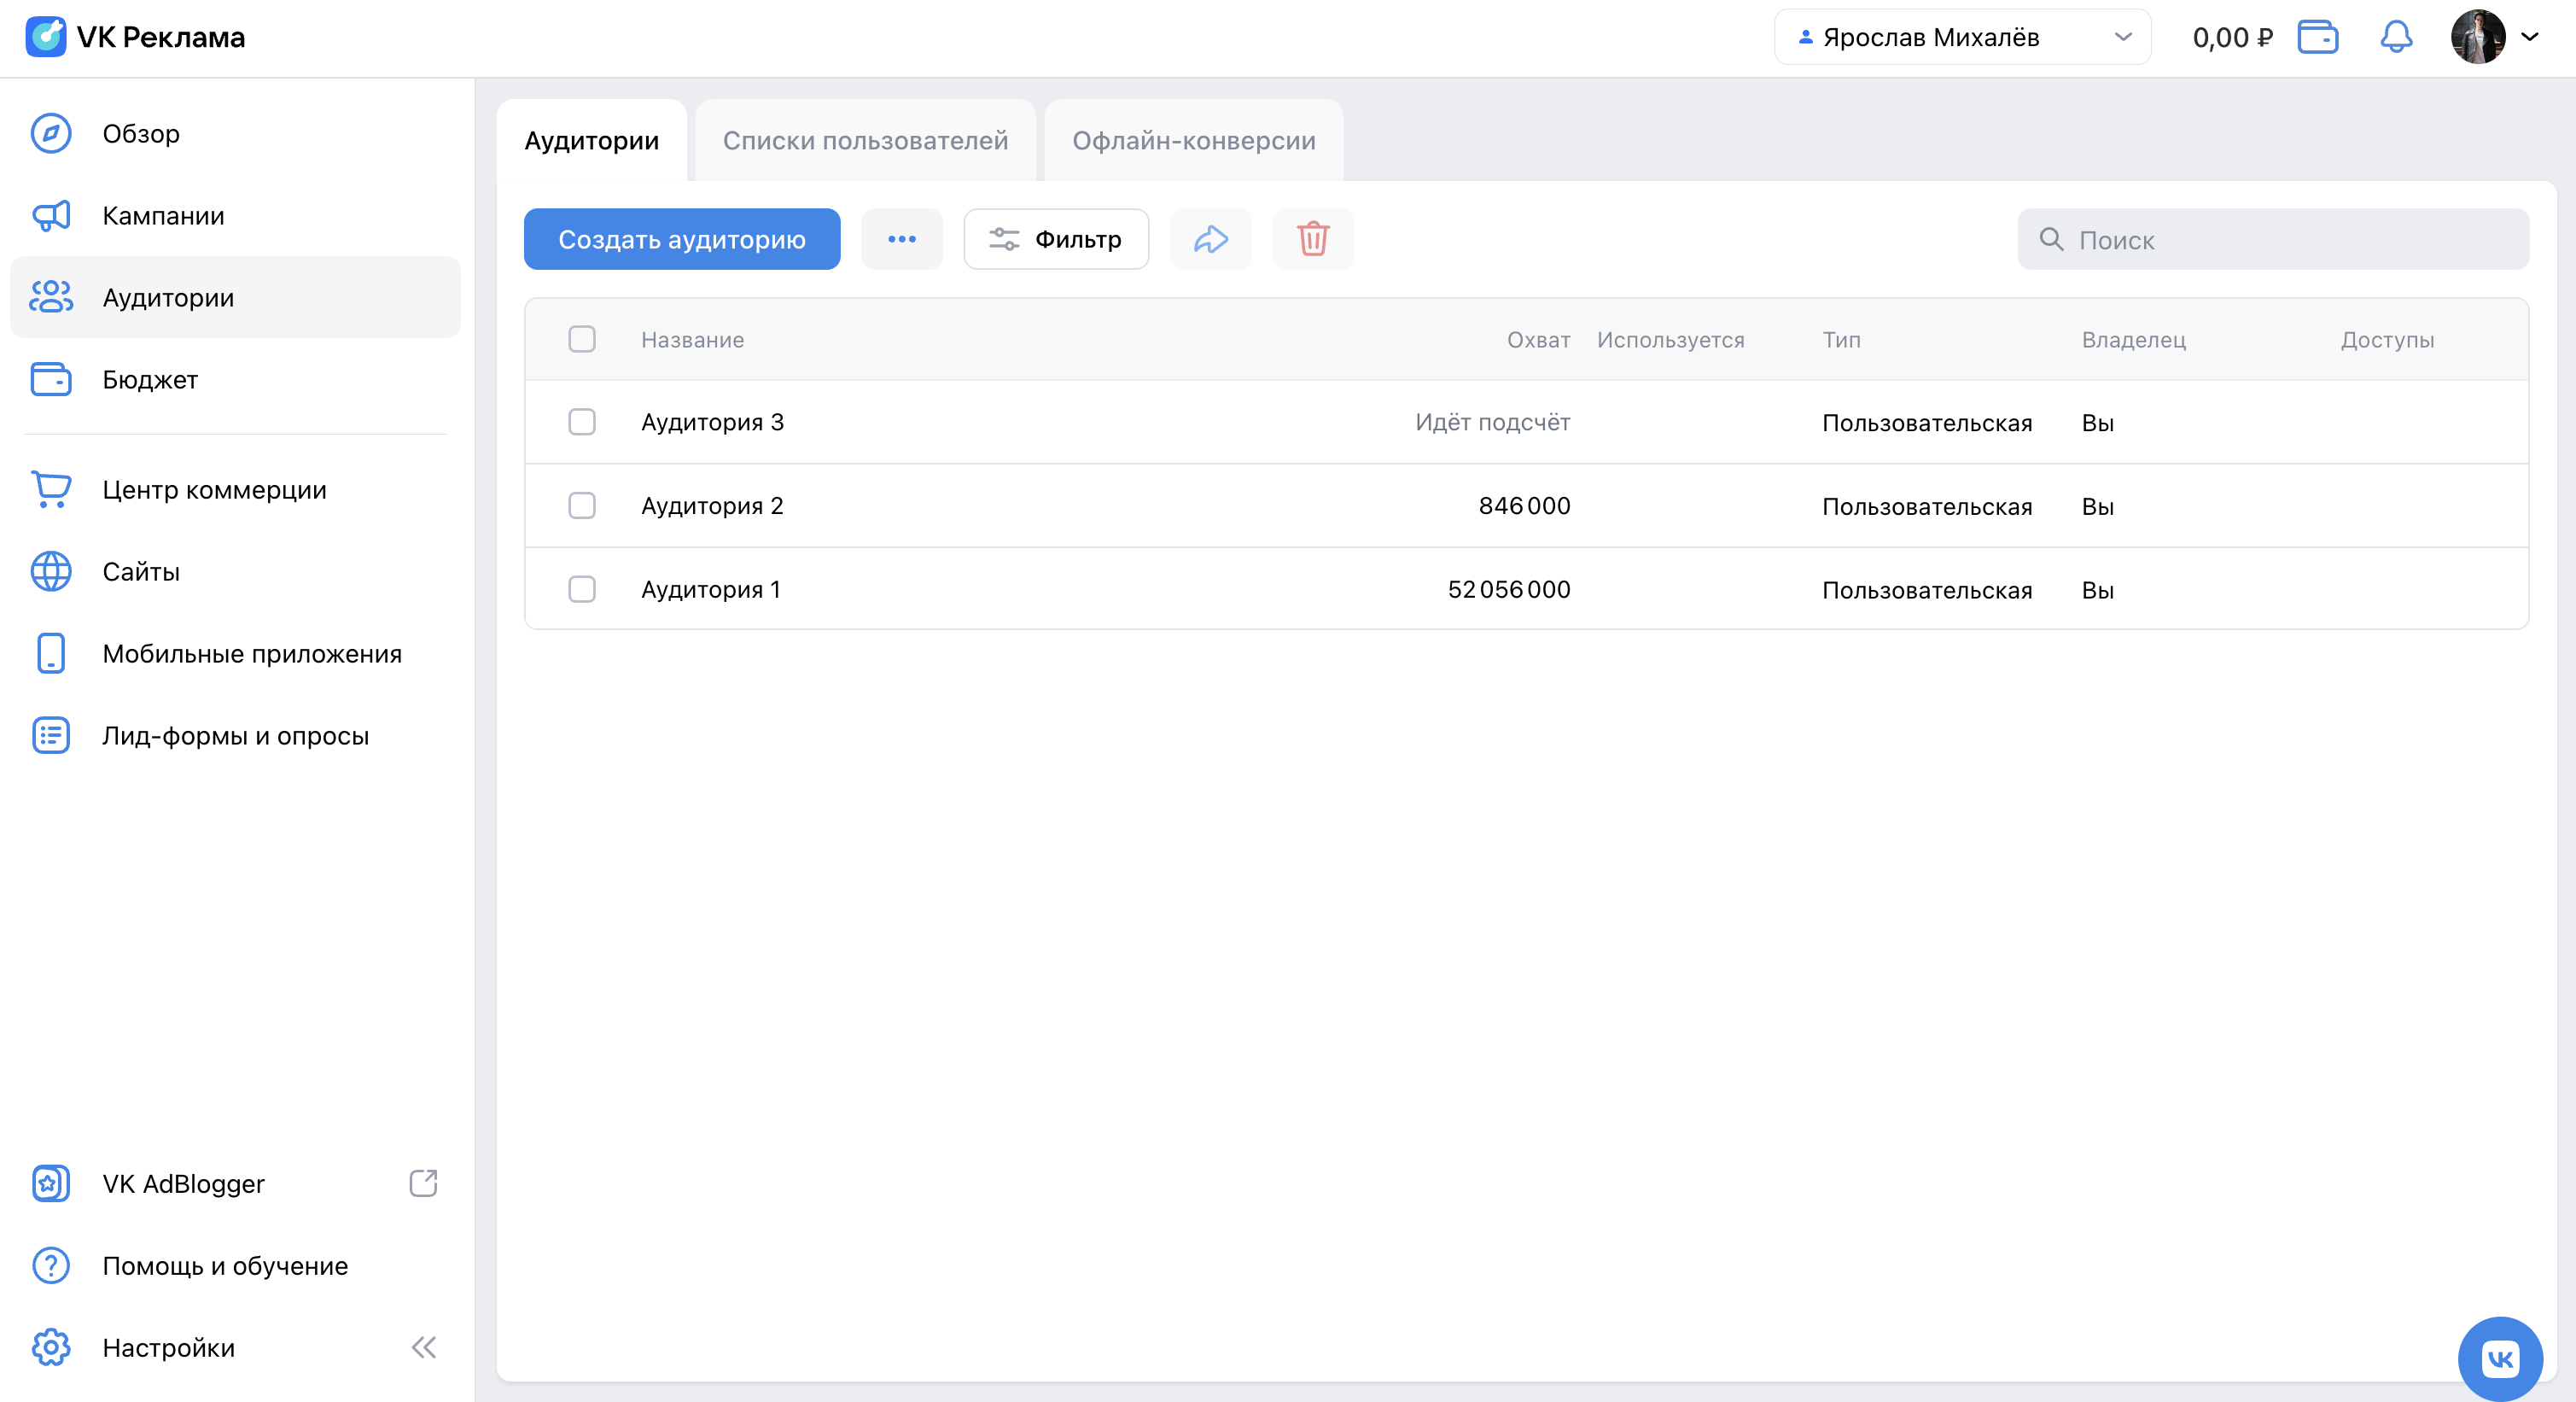 VK Реклама
Ярослав Михалёв
0,00 ₽
Обзор
Кампании
Аудитории
Бюджет
Центр коммерции
Сайты
Мобильные приложения
Лид-формы и опросы
VK AdBlogger
Помощь и обучение
Настройки
Аудитории Списки пользователей Офлайн-конверсии
Создать аудиторию Фильтр Поиск
Название Охват Используется Тип Владелец Доступы
Аудитория 3 Идёт подсчёт Пользовательская Вы
Аудитория 2 846 000 Пользовательская Вы
Аудитория 1 52 056 000 Пользовательская Вы
VK